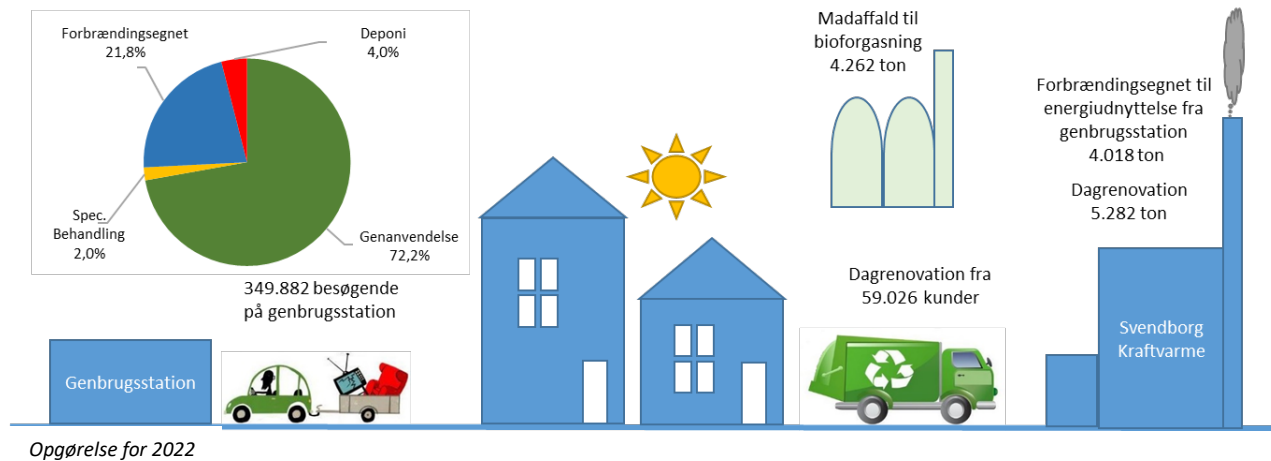 Forbrændingsegnet
21,8%
Deponi
4,0%
Spec.
Behandling
2,0%
Genanvendelse
72,2%
349.882 besøgende
på genbrugsstation
Genbrugsstation
Madaffald til
bioforgasning
4.262 ton
Dagrenovation fra
59.026 kunder
Forbrændingsegnet til
energiudnyttelse fra
genbrugsstation
4.018 ton
Dagrenovation
5.282 ton
Svendborg
Kraftvarme
Opgørelse for 2022